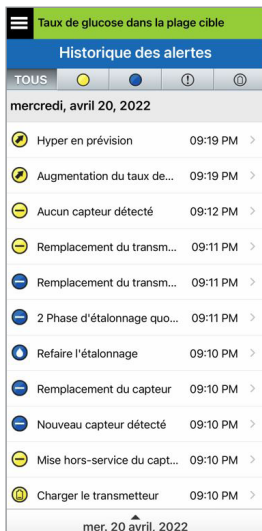 Taux de glucose dans la plage cible
Historique des alertes
TOUS
mercredi, avril 20, 2022
Hyper en prévision 09:19 PM
Augmentation du taux de... 09:19 PM
Aucun capteur détecté 09:12 PM
Remplacement du transm... 09:11 PM
Remplacement du transm... 09:11 PM
2 Phase d'étalonnage quo... 09:11 PM
Refaire l'étalonnage 09:10 PM
Remplacement du capteur 09:10 PM
Nouveau capteur détecté 09:10 PM
Mise hors-service du capt... 09:10 PM
Charger le transmetteur 09:10 PM
mer. 20 avril. 2022